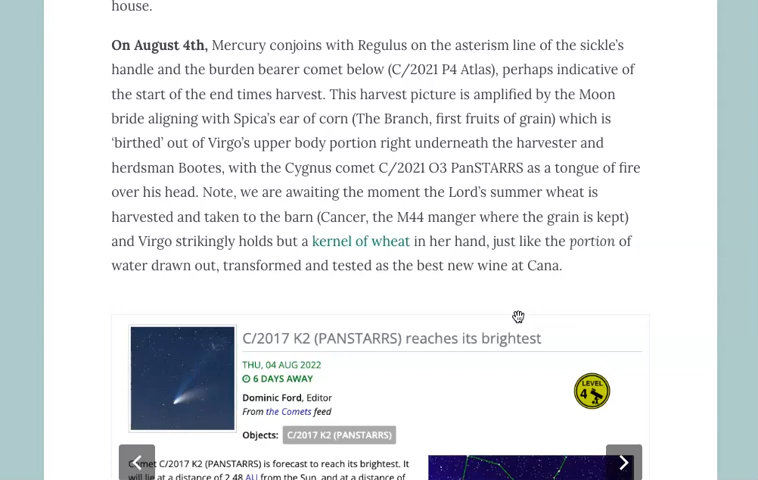 house.
On August 4th, Mercury conjoins with Regulus on the asterism line of the sickle's
handle and the burden bearer comet below (C/2021 P4 Atlas), perhaps indicative of
the start of the end times harvest. This harvest picture is amplified by the Moon
bride aligning with Spica's ear of corn (The Branch, first fruits of grain) which is
'birthed' out of Virgo's upper body portion right underneath the harvester and
herdsman Bootes, with the Cygnus comet C/2021 O3 PanSTARRS as a tongue of fire
over his head. Note, we are awaiting the moment the Lord's summer wheat is
harvested and taken to the barn (Cancer, the M44 manger where the grain is kept)
and Virgo strikingly holds but a kernel of wheat in her hand, just like the portion of
water drawn out, transformed and tested as the best new wine at Cana.
C/2017 K2 (PANSTARRS) reaches its brightest
THU, 04 AUG 2022
6 DAYS AWAY
Dominic Ford, Editor
From the Comets feed
LEVEL
4
Objects: C/2017 K2 (PANSTARRS)
Comet C/2017 K2 (PANSTARRS) is forecast to reach its brightest. It
will lie at a distance of 2.48 AU from the Sun, and at a distance of